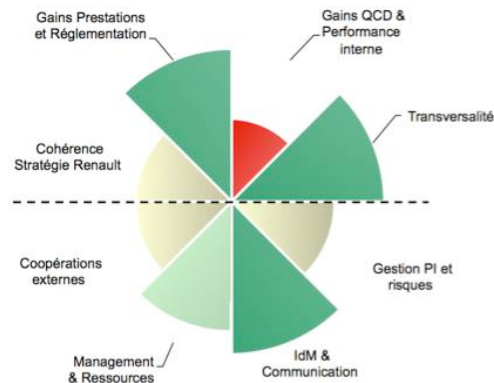 Gains Prestations
et Réglementation
Gains QCD &
Performance
interne
Transversalité
Cohérence
Stratégie Renault
Coopérations
externes
Gestion PI et
risques
Management
& Ressources
IdM &
Communication